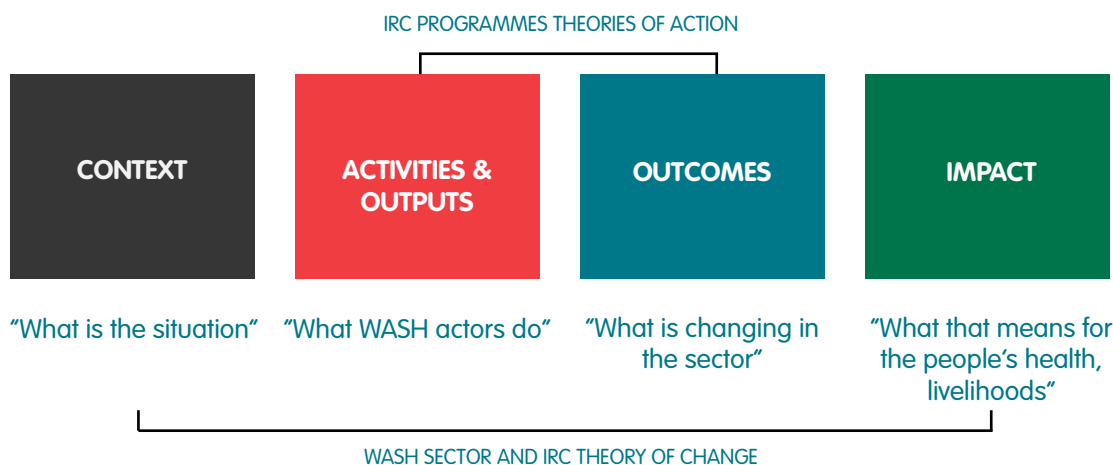 IRC PROGRAMMES THEORIES OF ACTION
CONTEXT
ACTIVITIES &
OUTPUTS
OUTCOMES
IMPACT
"What is the situation"
"What WASH actors do"
"What is changing in
the sector"
"What that means for
the people's health,
livelihoods"
WASH SECTOR AND IRC THEORY OF CHANGE